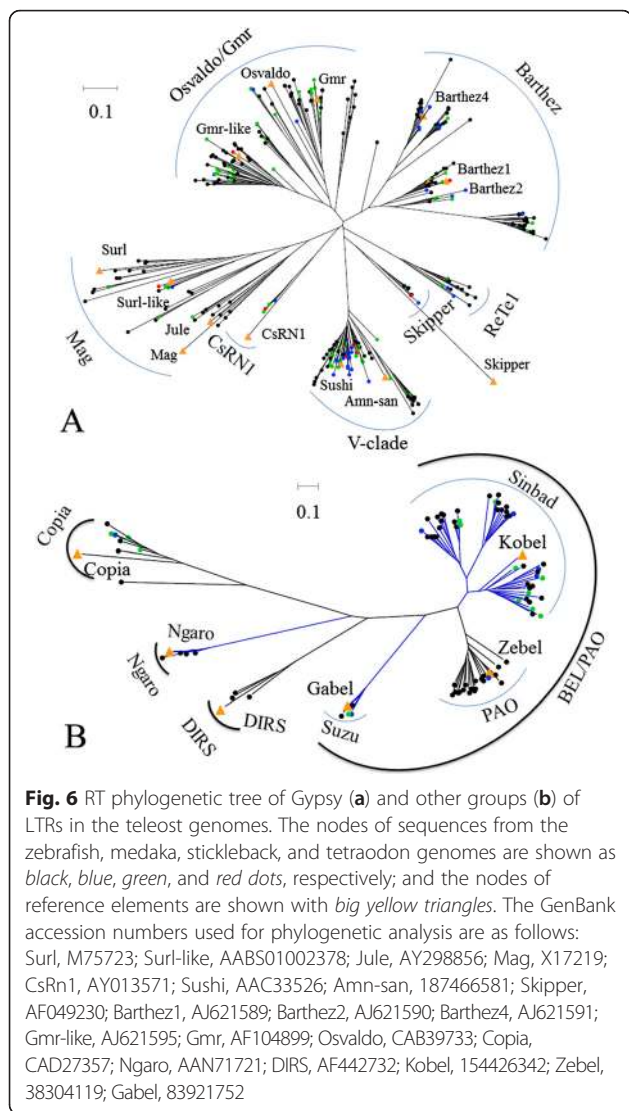 Osvaldo/Gmr
Osvaldo
Gmr
Barthez
0.1
Barthez4
Gmr-like
Barthez1
Barthez2
Surl
Surl-like
Jule
Mag
Mag
CsRN1
CsRN1
Skipper
ReTe1
Skipper
Sushi
Amn-san
A
V-clade
0.1
Sinbad
Copia
Copia
Kobel
Ngaro
Ngaro
Zebel
BEL/PAO
Gabel
PAO
DIRS
DIRS
Suzu
B
Fig. 6 RT phylogenetic tree of Gypsy (a) and other groups (b) of
LTRs in the teleost genomes. The nodes of sequences from the
zebrafish, medaka, stickleback, and tetraodon genomes are shown as
black, blue, green, and red dots, respectively; and the nodes of
reference elements are shown with big yellow triangles. The GenBank
accession numbers used for phylogenetic analysis are as follows:
Surl, M75723; Surl-like, AABS01002378; Jule, AY298856; Mag, X17219;
CsRn1, AY013571; Sushi, AAC33526; Amn-san, 187466581; Skipper,
AF049230; Barthez1, AJ621589; Barthez2, AJ621590; Barthez4, AJ621591;
Gmr-like, AJ621595; Gmr, AF104899; Osvaldo, CAB39733; Copia,
CAD27357; Ngaro, AAN71721; DIRS, AF442732; Kobel, 154426342; Zebel,
38304119; Gabel, 83921752